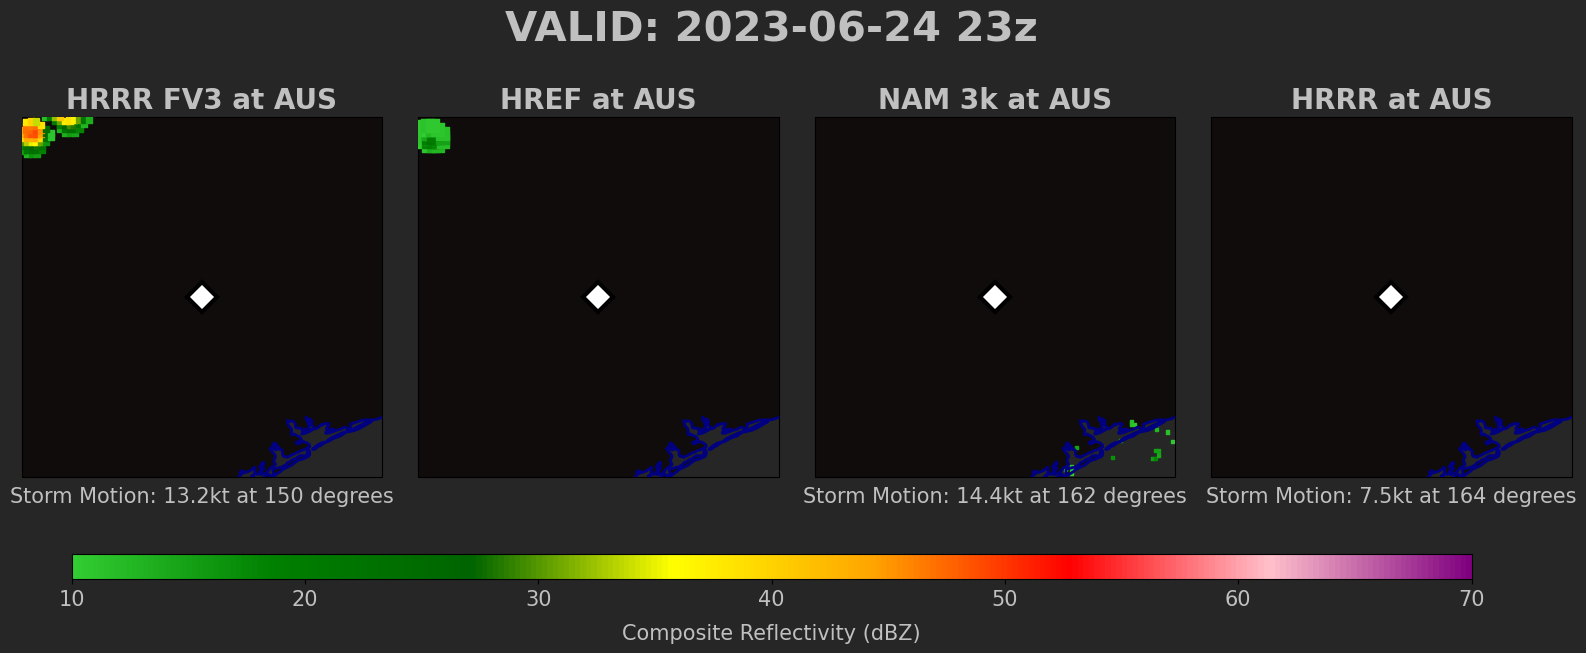 VALID: 2023-06-24 23z
HRRR FV3 at AUS
HREF at AUS
NAM 3k at AUS
HRRR at AUS
Storm Motion: 13.2kt at 150 degrees
Storm Motion: 14.4kt at 162 degrees
Storm Motion: 7.5kt at 164 degrees
10 20 30 40 50 60 70
Composite Reflectivity (dBZ)